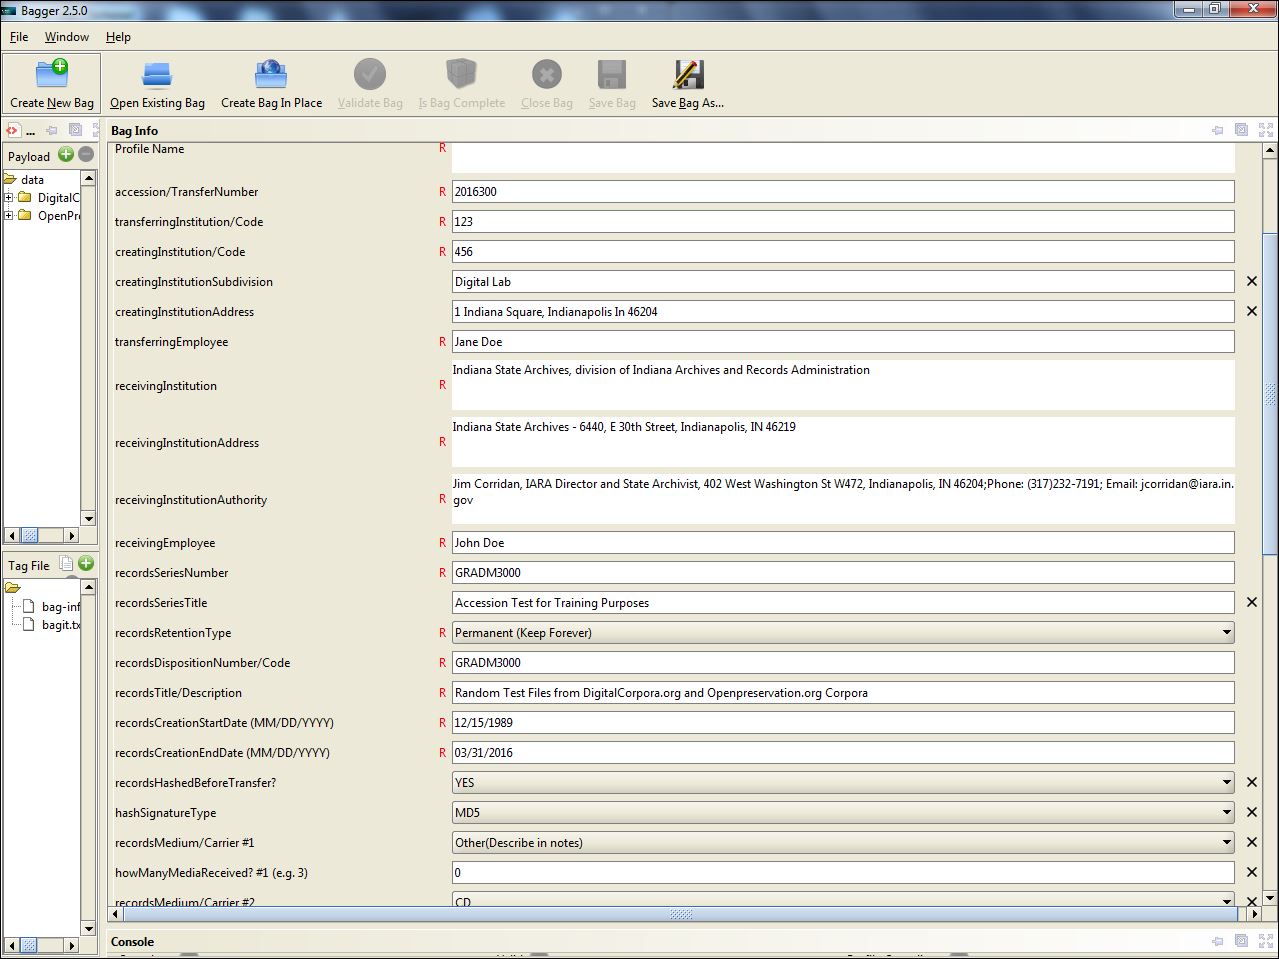 Bagger 2.5.0
File Window Help
Create New Bag Open Existing Bag Create Bag In Place Validate Bag Is Bag Complete Close Bag Save Bag Save Bag As...
...
Payload
data
DigitalC
OpenPre
Tag File
bag-inf
bagit.tx
Bag Info
Profile Name R
accession/TransferNumber R 2016300
transferringInstitution/Code R 123
creatingInstitution/Code R 456
creatingInstitutionSubdivision Digital Lab
creatingInstitutionAddress 1 Indiana Square, Indianapolis In 46204
transferringEmployee R Jane Doe
receivingInstitution R Indiana State Archives, division of Indiana Archives and Records Administration
receivingInstitutionAddress R Indiana State Archives - 6440, E 30th Street, Indianapolis, IN 46219
receivingInstitutionAuthority R Jim Corridan, IARA Director and State Archivist, 402 West Washington St W472, Indianapolis, IN 46204;Phone: (317)232-7191; Email: jcorridan@iara.in.
gov
receivingEmployee R John Doe
recordsSeriesNumber R GRADM3000
recordsSeriesTitle Accession Test for Training Purposes
recordsRetentionType R Permanent (Keep Forever)
recordsDispositionNumber/Code R GRADM3000
recordsTitle/Description R Random Test Files from DigitalCorpora.org and Openpreservation.org Corpora
recordsCreationStartDate (MM/DD/YYYY) R 12/15/1989
recordsCreationEndDate (MM/DD/YYYY) R 03/31/2016
recordsHashedBeforeTransfer? YES
hashSignatureType MD5
recordsMedium/Carrier #1 Other(Describe in notes)
howManyMediaReceived? #1 (e.g. 3) 0
recordsMedium/Carrier #2 CD
Console